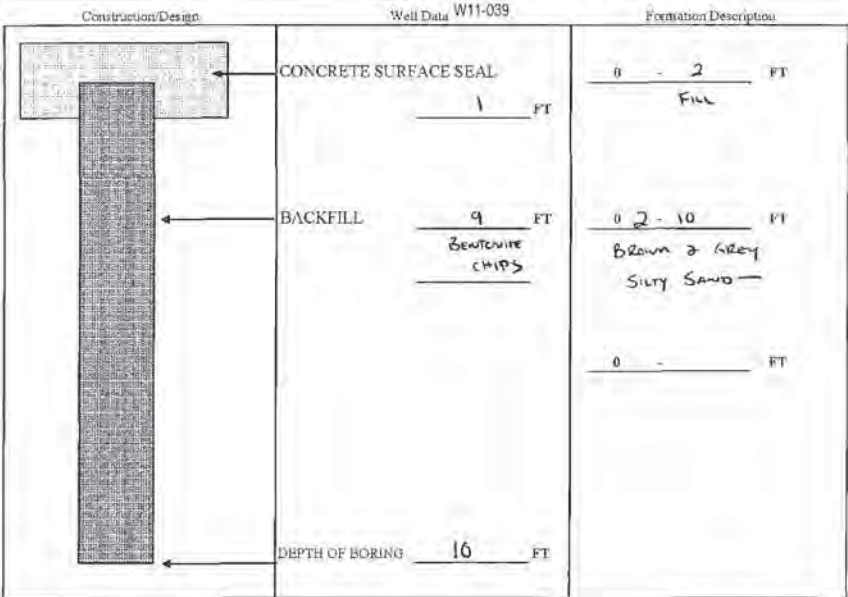 Construction/Design
Well Data W11-039
Formation Description
CONCRETE SURFACE SEAL
1 FT
0 - 2 FT
FILL
BACKFILL 9 FT
BENTONITE
CHIPS
0 2 - 10 FT
BROWN & GREY
SILTY SAND
0 - FT
DEPTH OF BORING 10 FT